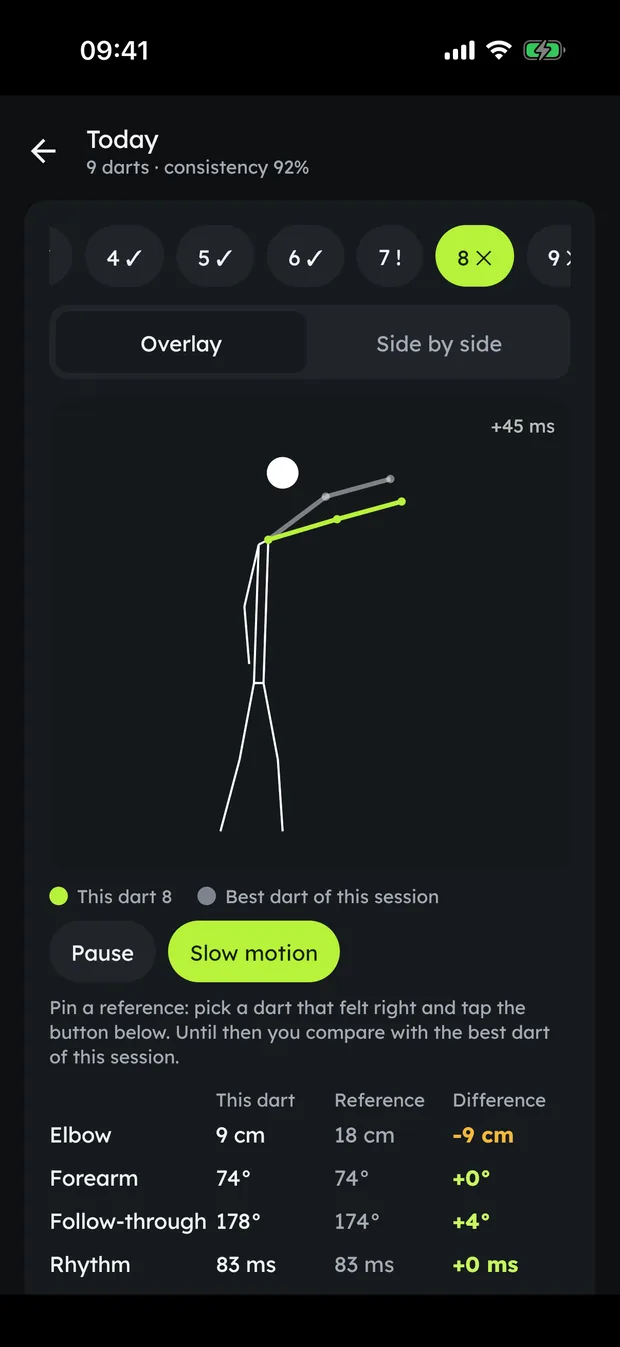 09:41
Today
9 darts · consistency 92%
4 ✓ 5 ✓ 6 ✓ 7 ! 8 × 9
Overlay Side by side
+45 ms
This dart 8 Best dart of this session
Pause Slow motion
Pin a reference: pick a dart that felt right and tap the
button below. Until then you compare with the best dart
of this session.
This dart Reference Difference
Elbow 9 cm 18 cm -9 cm
Forearm 74° 74° +0°
Follow-through 178° 174° +4°
Rhythm 83 ms 83 ms +0 ms